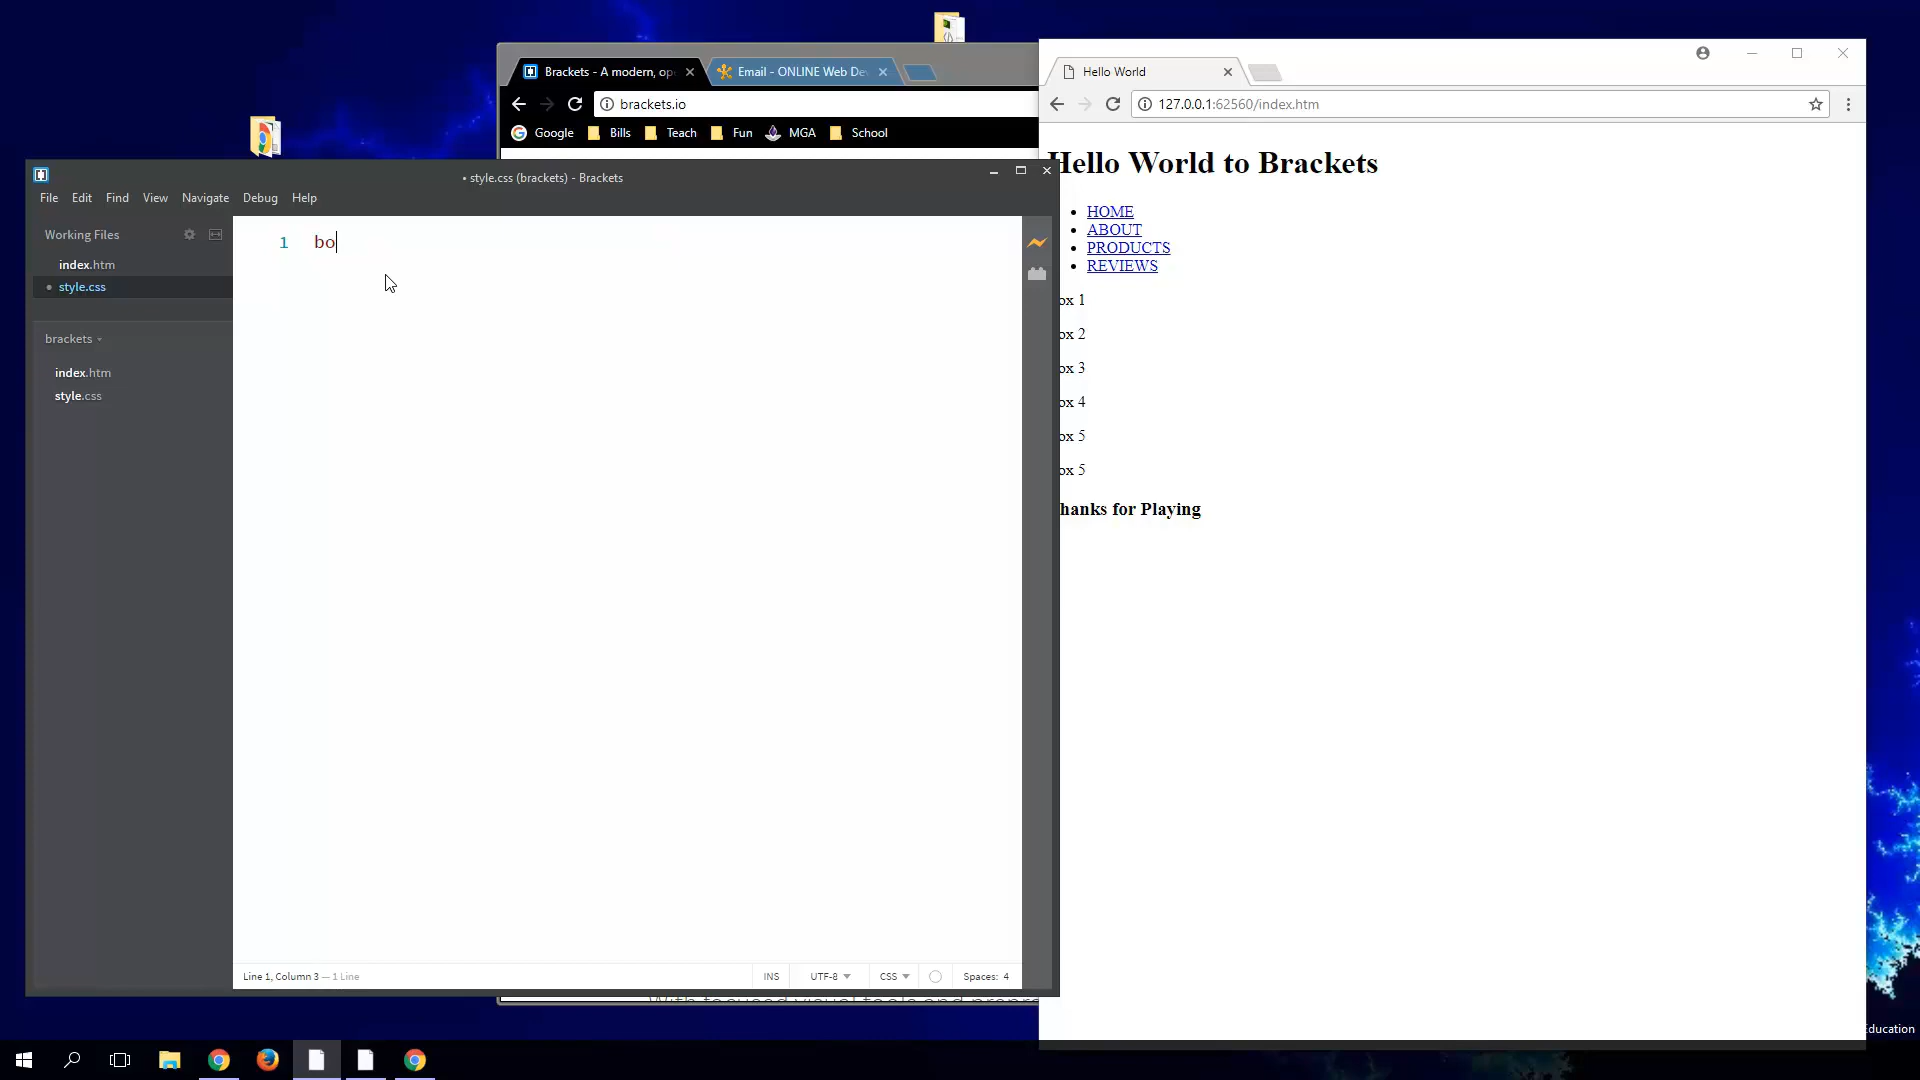 Brackets - A modern, op
Email - ONLINE Web De
brackets.io
Google Bills Teach Fun MGA School
Hello World
127.0.0.1:62560/index.htm
• style.css (brackets) - Brackets
File Edit Find View Navigate Debug Help
Working Files
index.htm
style.css
brackets
index.htm
style.css
1 bo
Line 1, Column 3 — 1 Line
INS UTF-8 CSS Spaces: 4
Hello World to Brackets
• HOME
• ABOUT
• PRODUCTS
• REVIEWS
ox 1
ox 2
ox 3
ox 4
ox 5
ox 5
hanks for Playing
Education